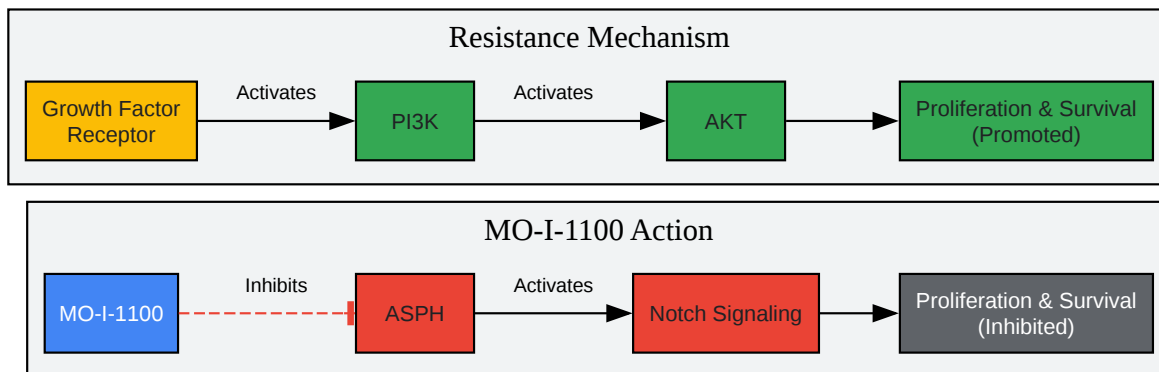 Resistance Mechanism
Growth Factor
Receptor
Activates
PI3K
Activates
AKT
Proliferation & Survival
(Promoted)
MO-I-1100 Action
MO-I-1100
Inhibits
ASPH
Activates
Notch Signaling
Proliferation & Survival
(Inhibited)